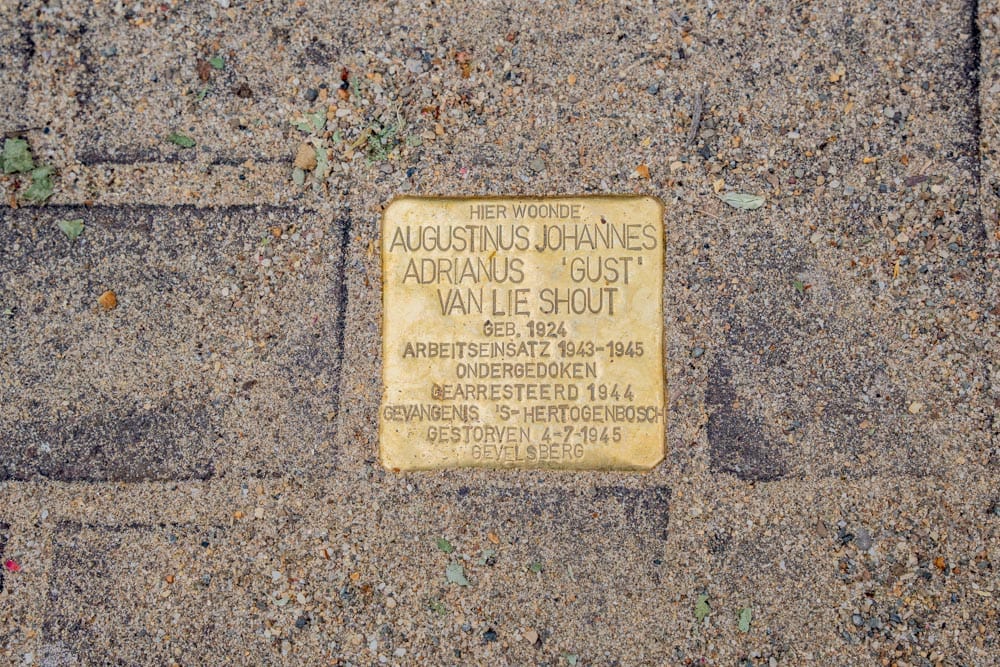 HIER WOONDE
AUGUSTINUS JOHANNES
ADRIANUS 'GUST'
VAN LIE SHOUT
GEB. 1924
ARBEITSEINSATZ 1943-1945
ONDERGEDOKEN
GEARRESTEERD 1944
GEVANGENIS 'S-HERTOGENBOSCH
GESTORVEN 4-7-1945
GEVELSBERG